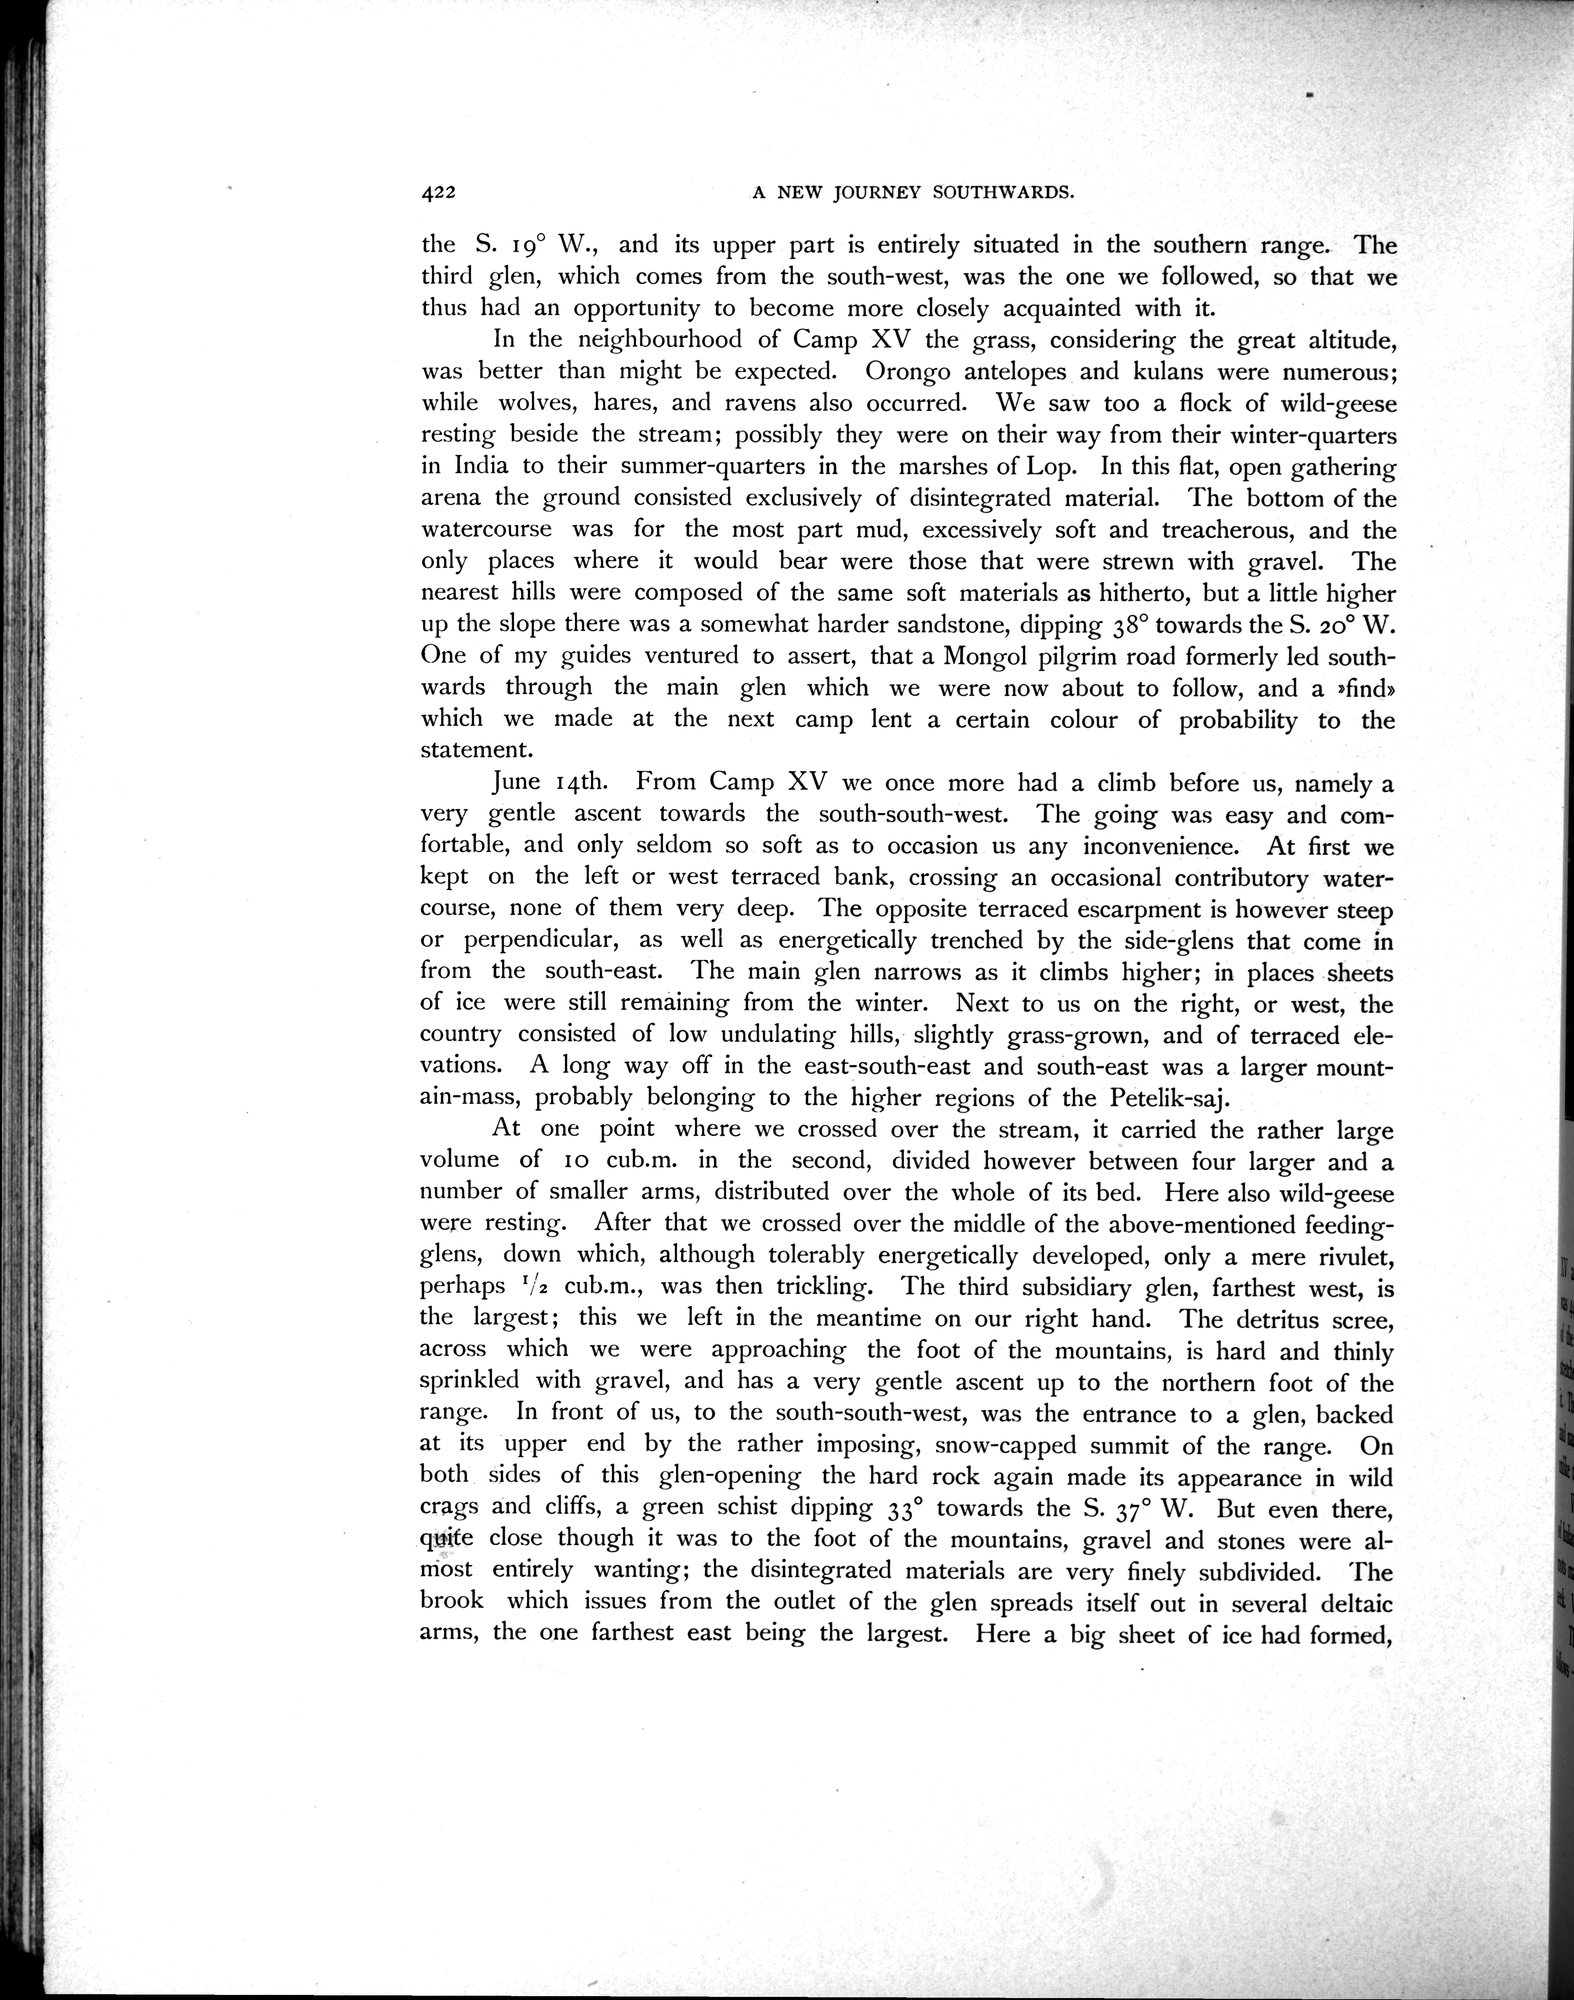 422 A NEW JOURNEY SOUTHWARDS.
the S. 19° W., and its upper part is entirely situated in the southern range. The
third glen, which comes from the south-west, was the one we followed, so that we
thus had an opportunity to become more closely acquainted with it.
In the neighbourhood of Camp XV the grass, considering the great altitude,
was better than might be expected. Orongo antelopes and kulans were numerous;
while wolves, hares, and ravens also occurred. We saw too a flock of wild-geese
resting beside the stream; possibly they were on their way from their winter-quarters
in India to their summer-quarters in the marshes of Lop. In this flat, open gathering
arena the ground consisted exclusively of disintegrated material. The bottom of the
watercourse was for the most part mud, excessively soft and treacherous, and the
only places where it would bear were those that were strewn with gravel. The
nearest hills were composed of the same soft materials as hitherto, but a little higher
up the slope there was a somewhat harder sandstone, dipping 38° towards the S. 20° W.
One of my guides ventured to assert, that a Mongol pilgrim road formerly led south-
wards through the main glen which we were now about to follow, and a »find»
which we made at the next camp lent a certain colour of probability to the
statement.
June 14th. From Camp XV we once more had a climb before us, namely a
very gentle ascent towards the south-south-west. The going was easy and com-
fortable, and only seldom so soft as to occasion us any inconvenience. At first we
kept on the left or west terraced bank, crossing an occasional contributory water-
course, none of them very deep. The opposite terraced escarpment is however steep
or perpendicular, as well as energetically trenched by the side-glens that come in
from the south-east. The main glen narrows as it climbs higher; in places sheets
of ice were still remaining from the winter. Next to us on the right, or west, the
country consisted of low undulating hills, slightly grass-grown, and of terraced ele-
vations. A long way off in the east-south-east and south-east was a larger mount-
ain-mass, probably belonging to the higher regions of the Petelik-saj.
At one point where we crossed over the stream, it carried the rather large
volume of 10 cub.m. in the second, divided however between four larger and a
number of smaller arms, distributed over the whole of its bed. Here also wild-geese
were resting. After that we crossed over the middle of the above-mentioned feeding-
glens, down which, although tolerably energetically developed, only a mere rivulet,
perhaps 1/2 cub.m., was then trickling. The third subsidiary glen, farthest west, is
the largest; this we left in the meantime on our right hand. The detritus scree,
across which we were approaching the foot of the mountains, is hard and thinly
sprinkled with gravel, and has a very gentle ascent up to the northern foot of the
range. In front of us, to the south-south-west, was the entrance to a glen, backed
at its upper end by the rather imposing, snow-capped summit of the range. On
both sides of this glen-opening the hard rock again made its appearance in wild
crags and cliffs, a green schist dipping 33° towards the S. 37° W. But even there,
quite close though it was to the foot of the mountains, gravel and stones were al-
most entirely wanting; the disintegrated materials are very finely subdivided. The
brook which issues from the outlet of the glen spreads itself out in several deltaic
arms, the one farthest east being the largest. Here a big sheet of ice had formed,